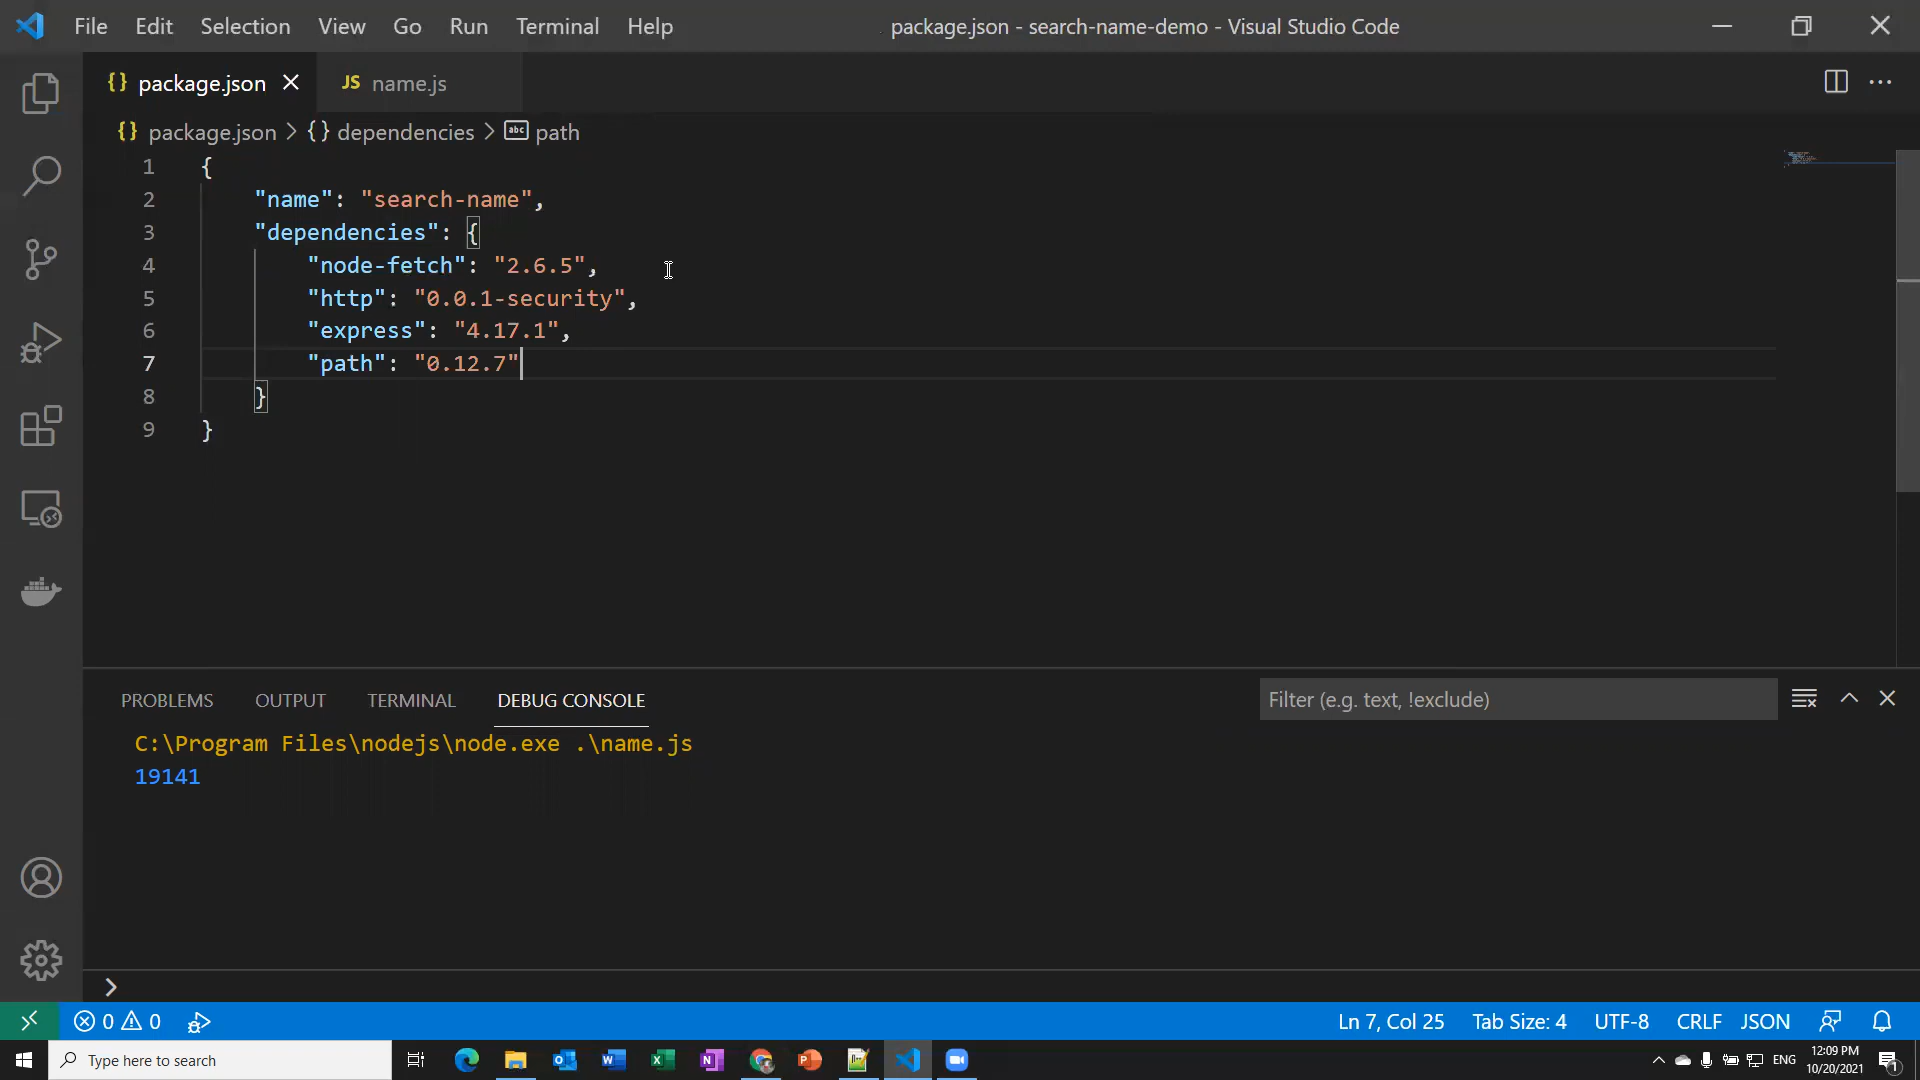 File Edit Selection View Go Run Terminal Help
package.json - search-name-demo - Visual Studio Code
{} package.json
JS name.js
{} package.json > {} dependencies > abc path
1 {
2 "name": "search-name",
3 "dependencies": {
4 "node-fetch": "2.6.5",
5 "http": "0.0.1-security",
6 "express": "4.17.1",
7 "path": "0.12.7"
8 }
9 }
PROBLEMS OUTPUT TERMINAL DEBUG CONSOLE
Filter (e.g. text, !exclude)
C:\Program Files\nodejs\node.exe .\name.js
19141
>
0 0
Ln 7, Col 25 Tab Size: 4 UTF-8 CRLF JSON
Type here to search
ENG
12:09 PM
10/20/2021
1